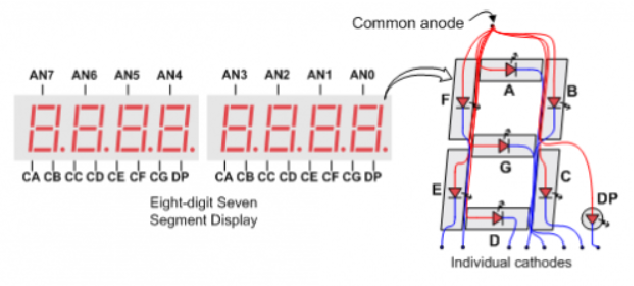 Common anode
AN7 AN6 AN5 AN4 AN3 AN2 AN1 AN0
F A B
G
E C
DP
D
CA CB CC CD CE CF CG DP CA CB CC CD CE CF CG DP
Eight-digit Seven
Segment Display
Individual cathodes